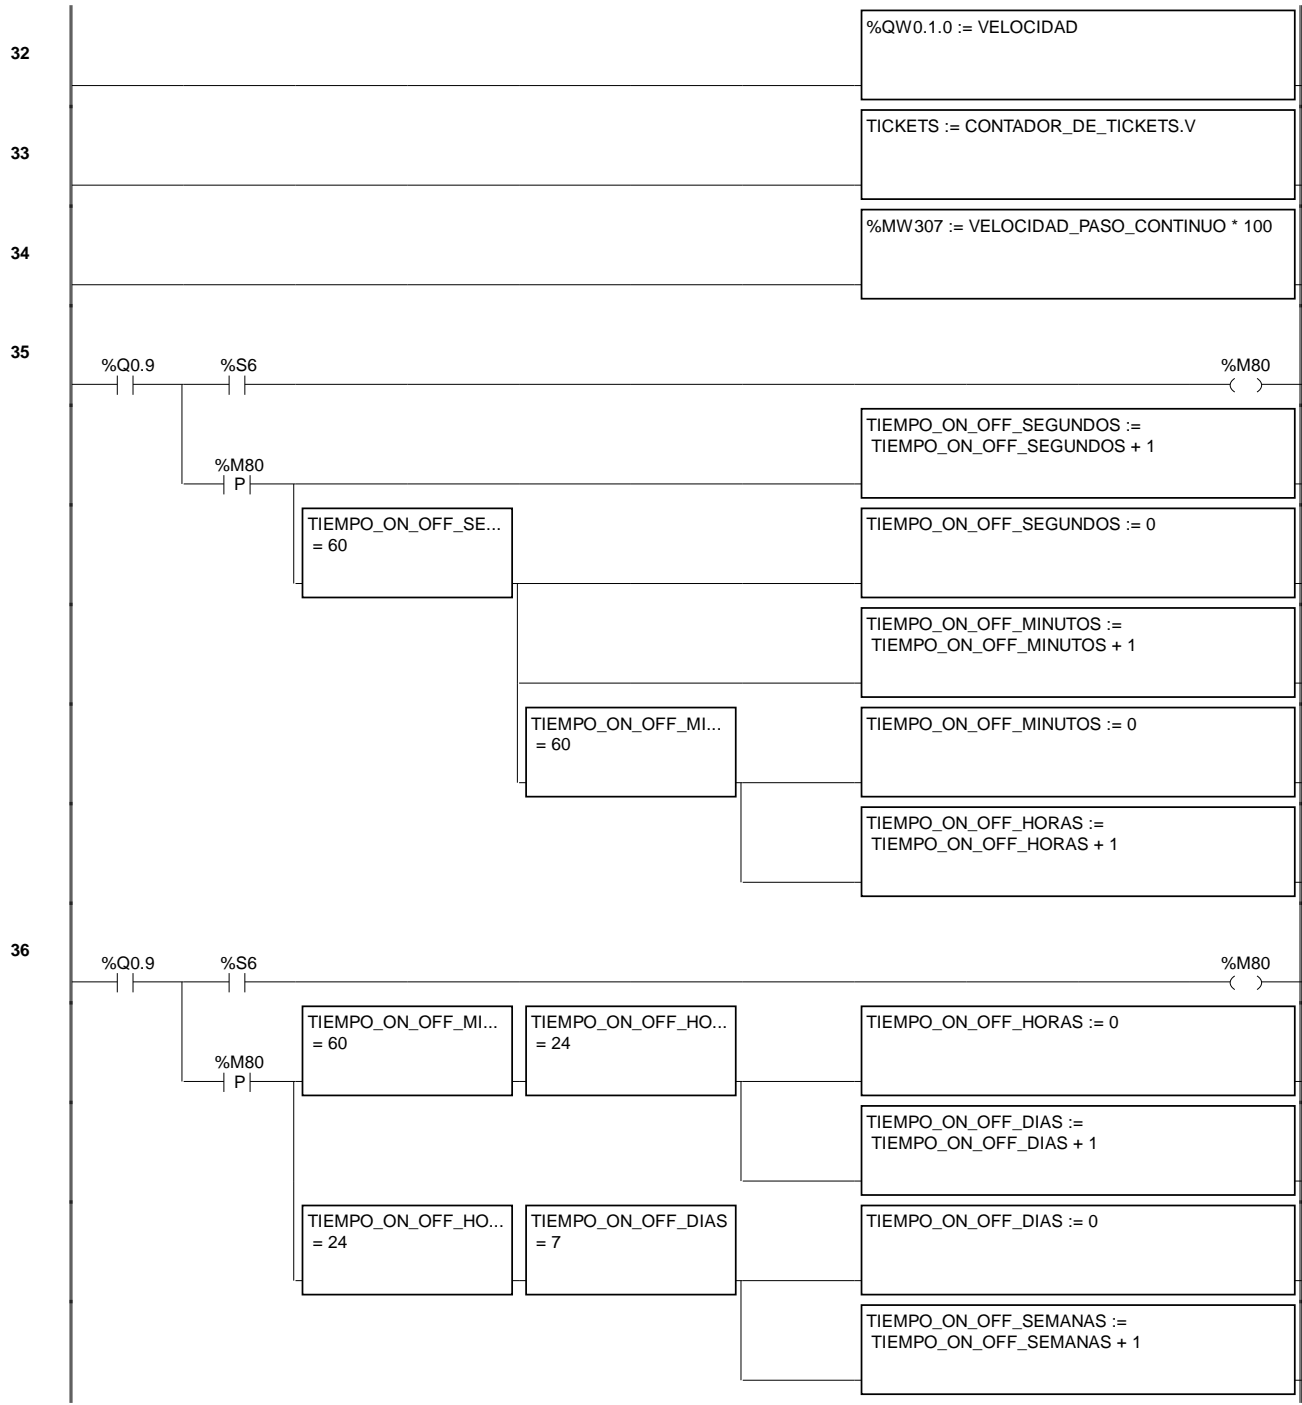 32
%QW0.1.0 := VELOCIDAD
33
TICKETS := CONTADOR_DE_TICKETS.V
34
%MW307 := VELOCIDAD_PASO_CONTINUO * 100
35
%Q0.9 %S6 %M80
TIEMPO_ON_OFF_SEGUNDOS :=
TIEMPO_ON_OFF_SEGUNDOS + 1
%M80
P
TIEMPO_ON_OFF_SE...
= 60
TIEMPO_ON_OFF_SEGUNDOS := 0
TIEMPO_ON_OFF_MINUTOS :=
TIEMPO_ON_OFF_MINUTOS + 1
TIEMPO_ON_OFF_MI...
= 60
TIEMPO_ON_OFF_MINUTOS := 0
TIEMPO_ON_OFF_HORAS :=
TIEMPO_ON_OFF_HORAS + 1
36
%Q0.9 %S6 %M80
%M80
P
TIEMPO_ON_OFF_MI...
= 60
TIEMPO_ON_OFF_HO...
= 24
TIEMPO_ON_OFF_HORAS := 0
TIEMPO_ON_OFF_DIAS :=
TIEMPO_ON_OFF_DIAS + 1
TIEMPO_ON_OFF_HO...
= 24
TIEMPO_ON_OFF_DIAS
= 7
TIEMPO_ON_OFF_DIAS := 0
TIEMPO_ON_OFF_SEMANAS :=
TIEMPO_ON_OFF_SEMANAS + 1